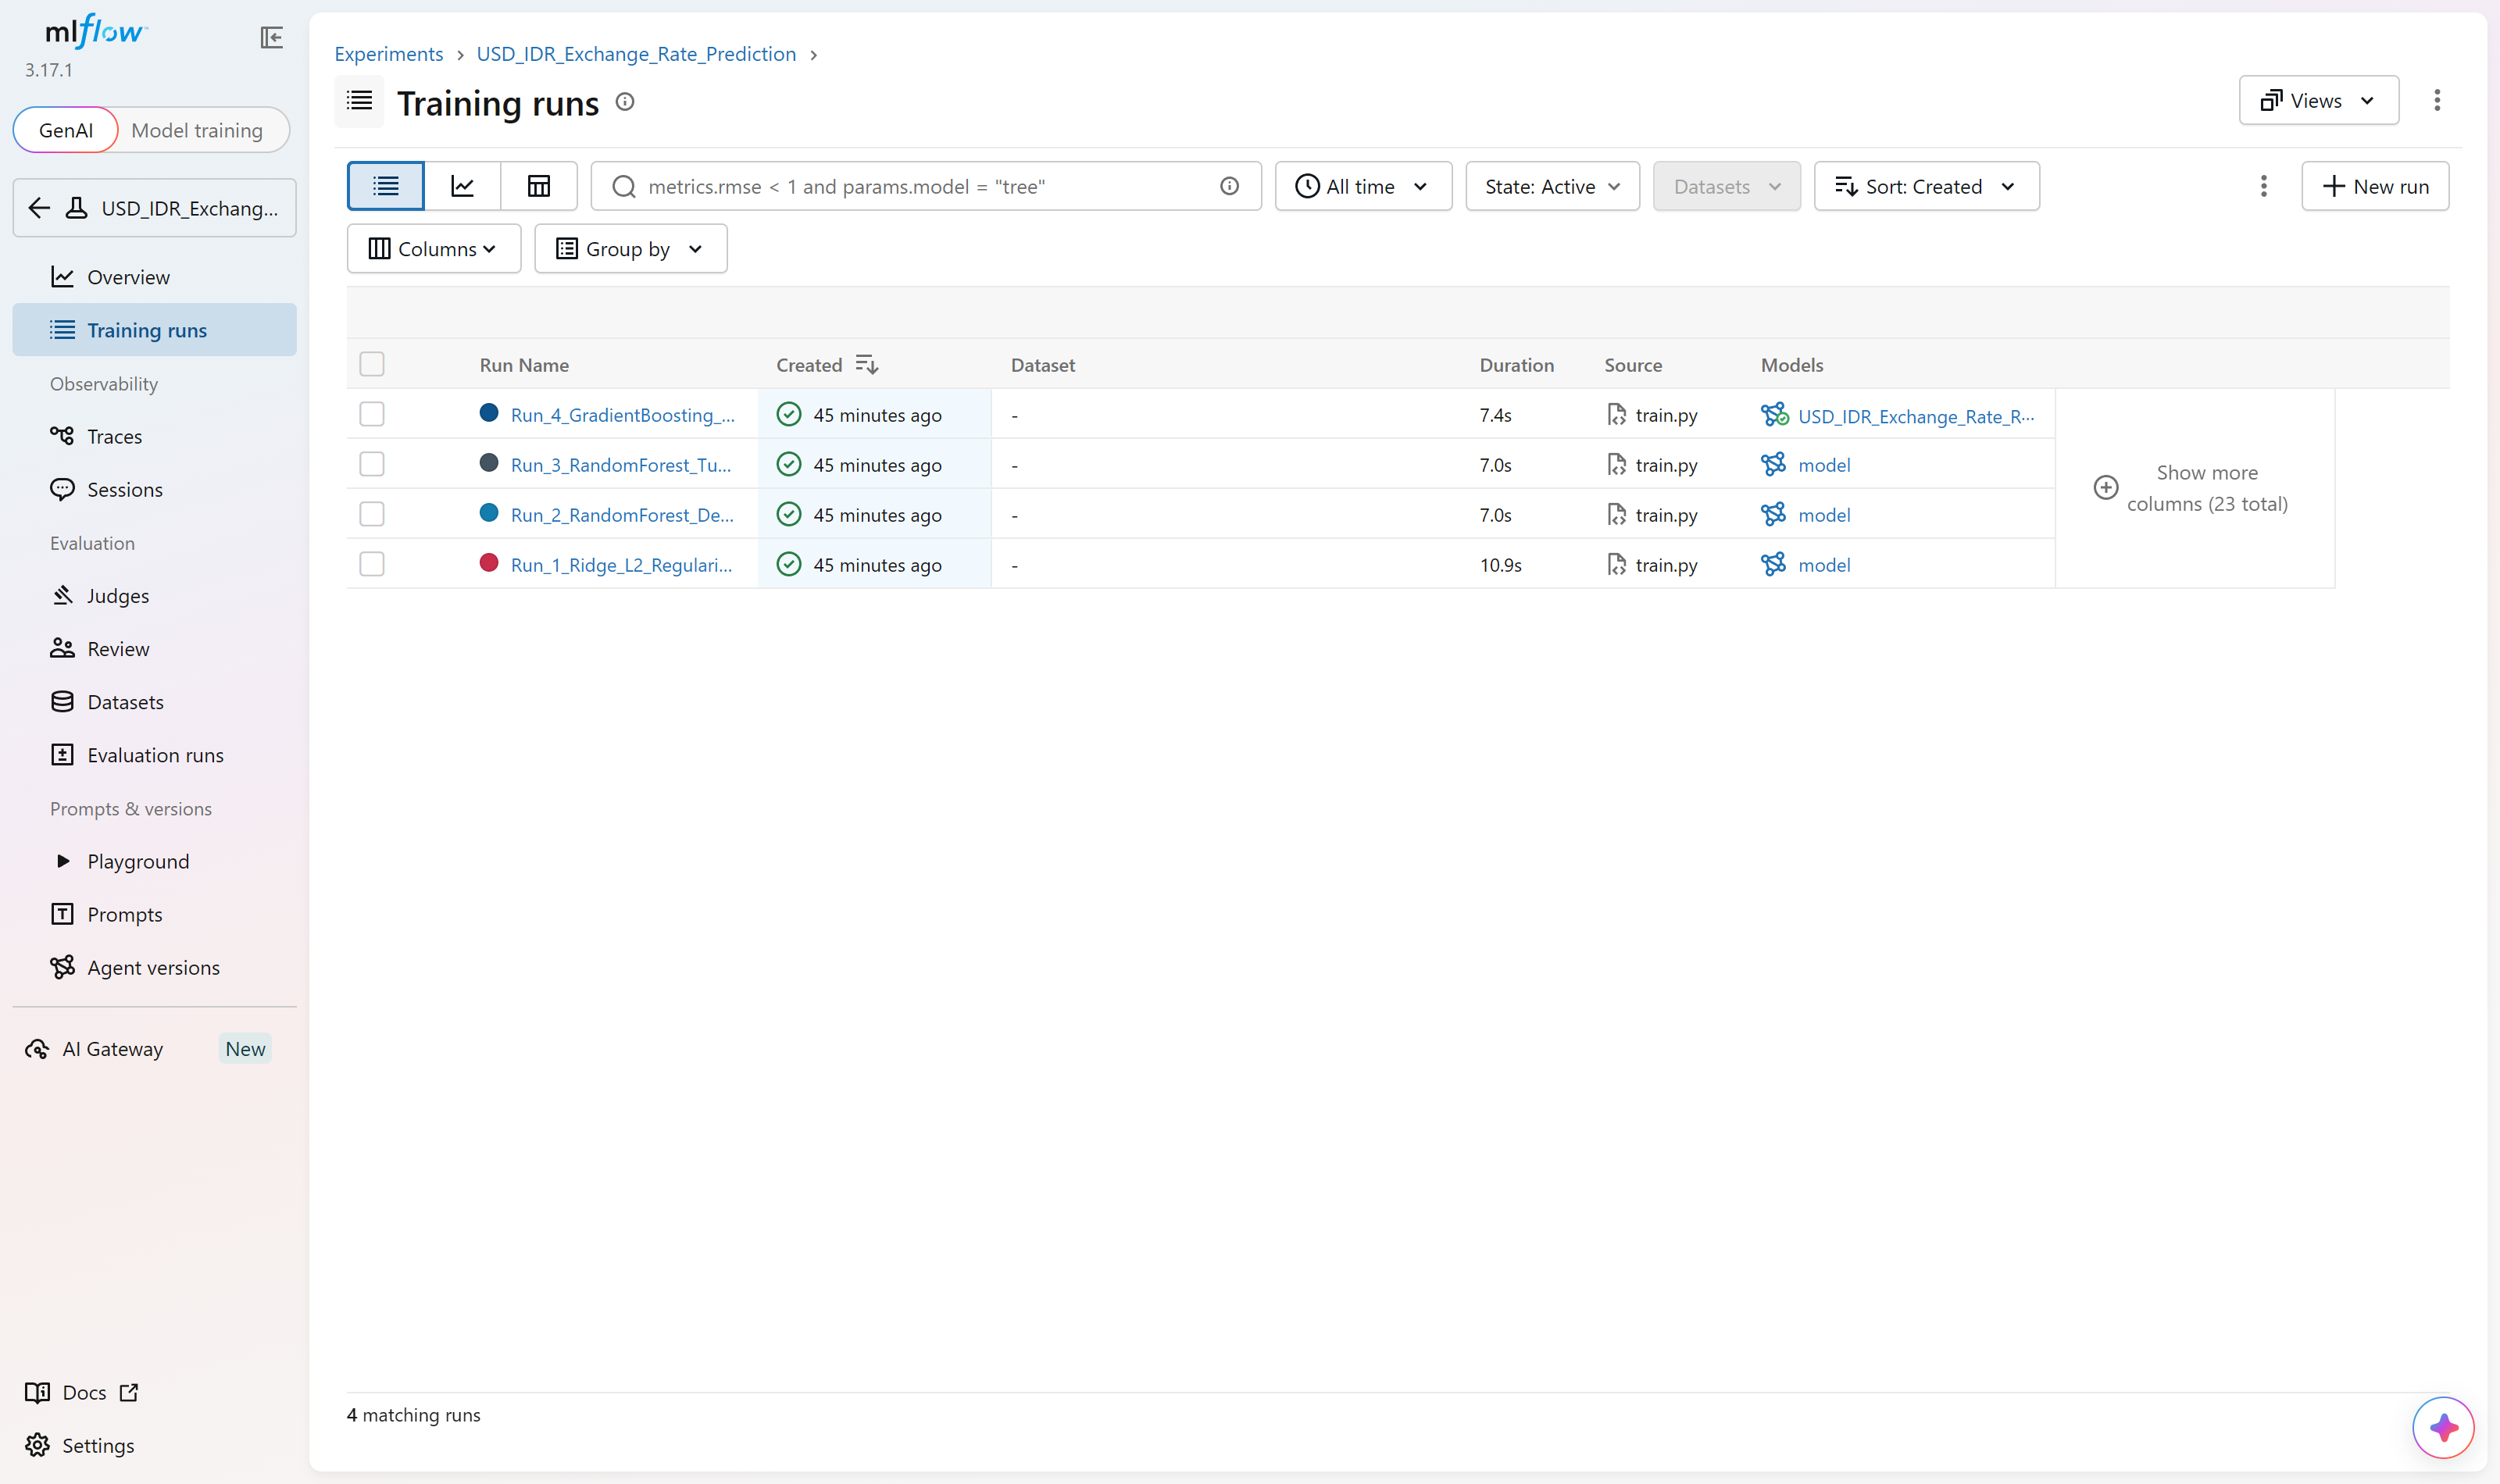 mlflow
3.17.1
GenAI
Model training
USD_IDR_Exchang...
Overview
Training runs
Observability
Traces
Sessions
Evaluation
Judges
Review
Datasets
Evaluation runs
Prompts & versions
Playground
Prompts
Agent versions
AI Gateway New
Docs
Settings
Experiments > USD_IDR_Exchange_Rate_Prediction >
Training runs
Views
metrics.rmse < 1 and params.model = "tree"
All time
State: Active
Datasets
Sort: Created
New run
Columns
Group by
Run Name Created Dataset Duration Source Models
Run_4_GradientBoosting_... 45 minutes ago - 7.4s train.py USD_IDR_Exchange_Rate_R...
Run_3_RandomForest_Tu... 45 minutes ago - 7.0s train.py model
Run_2_RandomForest_De... 45 minutes ago - 7.0s train.py model
Run_1_Ridge_L2_Regulari... 45 minutes ago - 10.9s train.py model
Show more
columns (23 total)
4 matching runs